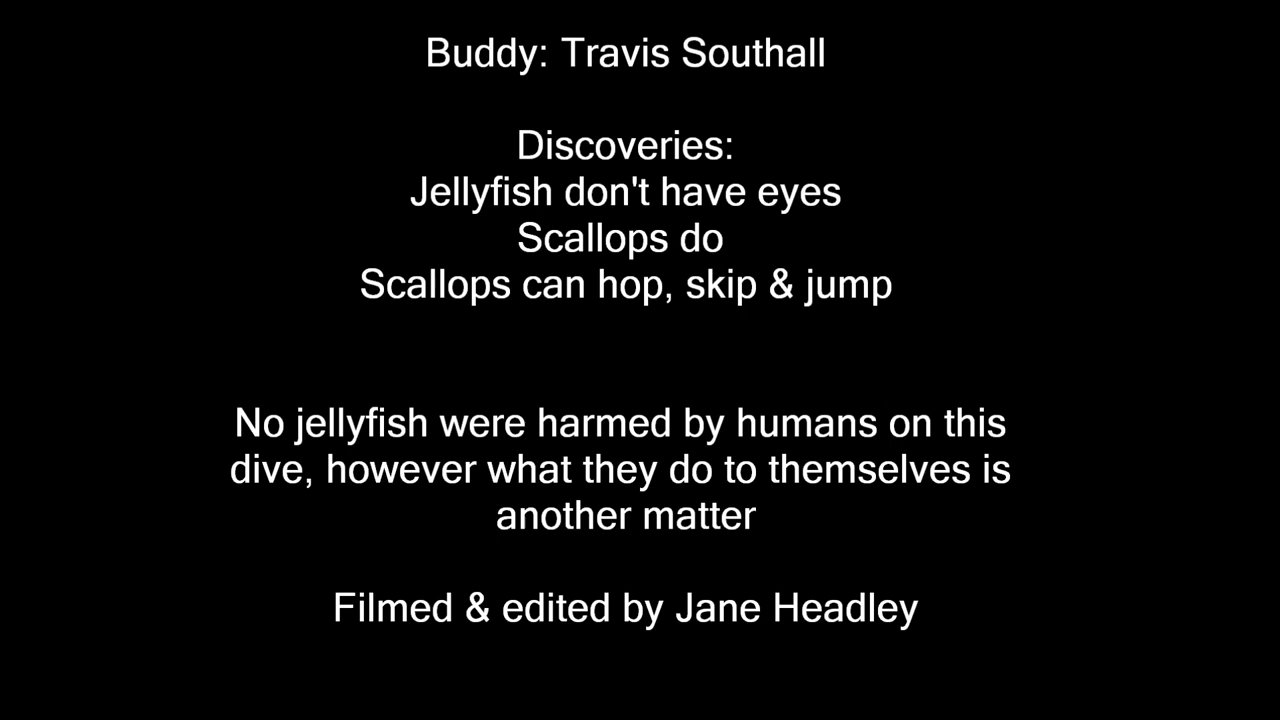 Buddy: Travis Southall
Discoveries:
Jellyfish don't have eyes
Scallops do
Scallops can hop, skip & jump
No jellyfish were harmed by humans on this
dive, however what they do to themselves is
another matter
Filmed & edited by Jane Headley